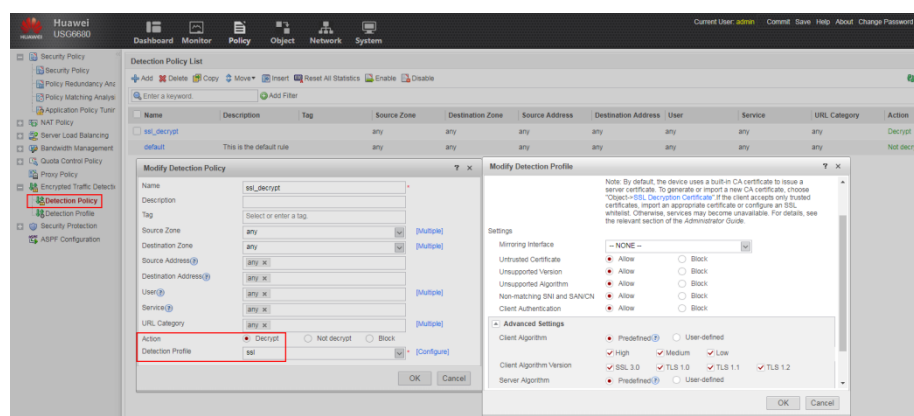 Huawei
USG6680
HUAWEI
Dashboard Monitor Policy Object Network System
Current User: admin Commit Save Help About Change Password
Security Policy
Security Policy
Policy Redundancy Ana
Policy Matching Analysi
Application Policy Tunir
NAT Policy
Server Load Balancing
Bandwidth Management
Quota Control Policy
Proxy Policy
Encrypted Traffic Detecti
Detection Policy
Detection Profile
Security Protection
ASPF Configuration
Detection Policy List
Add Delete Copy Move Insert Reset All Statistics Enable Disable
Enter a keyword. Add Filter
Name Description Tag Source Zone Destination Zone Source Address Destination Address User Service URL Category Action
ssl_decrypt any any any any any any any Decrypt
default This is the default rule any any any any any any any Not decr
Modify Detection Policy ? ×
Name ssl_decrypt *
Description
Tag Select or enter a tag.
Source Zone any [Multiple]
Destination Zone any [Multiple]
Source Address any ×
Destination Address any ×
User any × [Multiple]
Service any ×
URL Category any × [Multiple]
Action Decrypt Not decrypt Block
Detection Profile ssl * [Configure]
OK Cancel
Modify Detection Profile ? ×
Note: By default, the device uses a built-in CA certificate to issue a
server certificate. To generate or import a new CA certificate, choose
"Object->SSL Decryption Certificate".If the client accepts only trusted
certificates, import an appropriate certificate or configure an SSL
whitelist. Otherwise, services may become unavailable. For details, see
the relevant section of the Administrator Guide.
Settings
Mirroring Interface -- NONE --
Untrusted Certificate Allow Block
Unsupported Version Allow Block
Unsupported Algorithm Allow Block
Non-matching SNI and SAN/CN Allow Block
Client Authentication Allow Block
Advanced Settings
Client Algorithm Predefined User-defined
High Medium Low
Client Algorithm Version SSL 3.0 TLS 1.0 TLS 1.1 TLS 1.2
Server Algorithm Predefined User-defined
OK Cancel